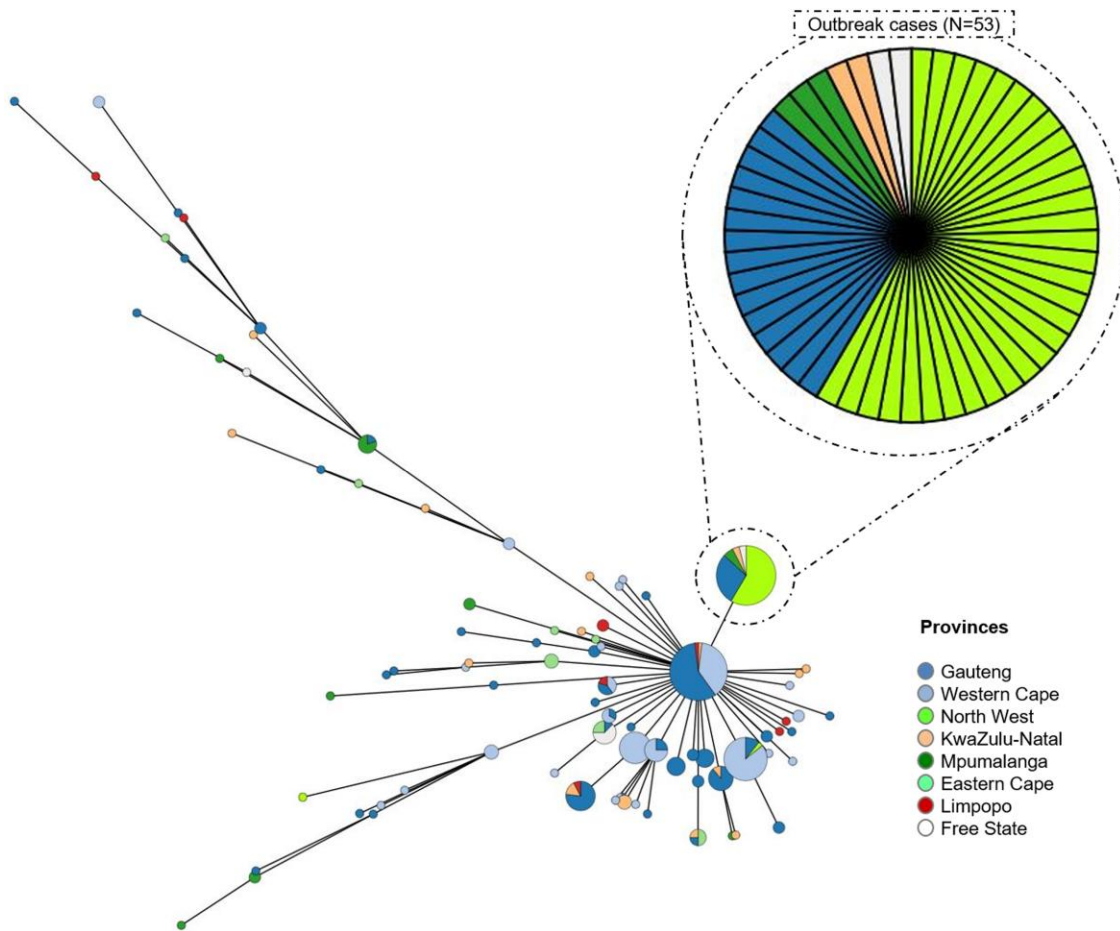 Outbreak cases (N=53)
Provinces
Gauteng
Western Cape
North West
KwaZulu-Natal
Mpumalanga
Eastern Cape
Limpopo
Free State